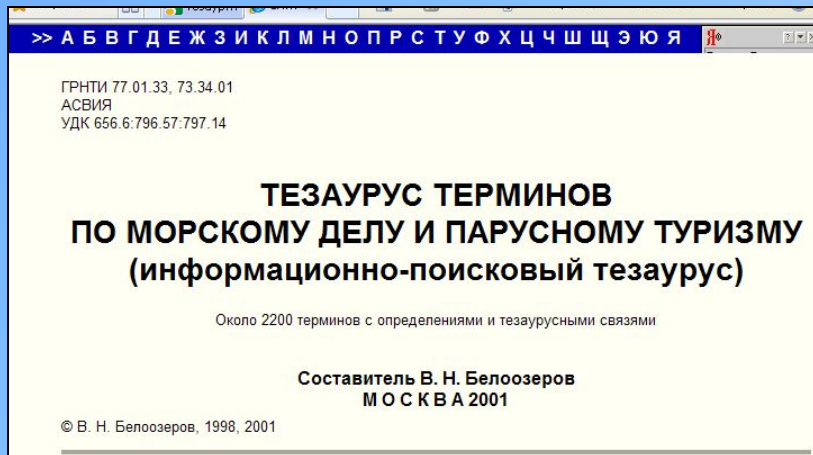 >> А Б В Г Д Е Ж З И К Л М Н О П Р С Т У Ф Х Ц Ч Ш Щ Э Ю Я
ГРНТИ 77.01.33, 73.34.01
АСВИЯ
УДК 656.6:796.57:797.14
ТЕЗАУРУС ТЕРМИНОВ
ПО МОРСКОМУ ДЕЛУ И ПАРУСНОМУ ТУРИЗМУ
(информационно-поисковый тезаурус)
Около 2200 терминов с определениями и тезаурусными связями
Составитель В. Н. Белоозеров
М О С К В А 2001
© В. Н. Белоозеров, 1998, 2001